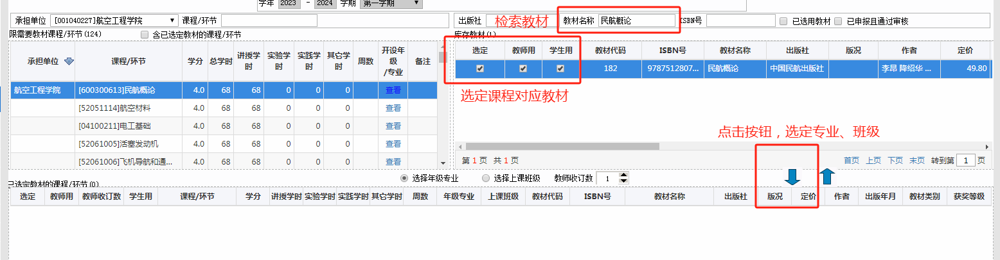 学年 2023 - 2024 学期 第一学期
承担单位 [001040227]航空工程学院 课程/环节
出版社 检索教材 教材名称 民航概论 ISBN号 已选用教材 已申报且通过审核
限需要教材课程/环节(124) 含已选定教材的课程/环节
库存教材(1)
承担单位 课程/环节 学分 总学时 讲授学时 实验学时 实践学时 其它学时 周数 开设年级/专业 备注
航空工程学院 [600300613]民航概论 4.0 68 68 0 0 0 查看
[52051114]航空材料 4.0 68 68 0 0 0 查看
[04100211]电工基础 4.0 68 68 0 0 0 查看
[52061005]活塞发动机 4.0 68 68 0 0 0 查看
[52061006]飞机导航和通... 4.0 68 68 0 0 0 查看
选定 教师用 学生用 教材代码 ISBN号 教材名称 出版社 版况 作者 定价
182 9787512807... 民航概论 中国民航出版社 李昂 降绍华 ... 49.80
选定课程对应教材
点击按钮，选定专业、班级
第 1 页 共 1 页 首页 上页 下页 末页 转到第 1 页
选择年级专业 选择上课班级 教师收订数 1
已选定教材的课程/环节(0)
选定 教师用 教师收订数 学生用 课程/环节 学分 讲授学时 实验学时 实践学时 其它学时 周数 年级专业 上课班级 教材代码 ISBN号 教材名称 出版社 版况 定价 作者 出版年月 教材类别 获奖等级